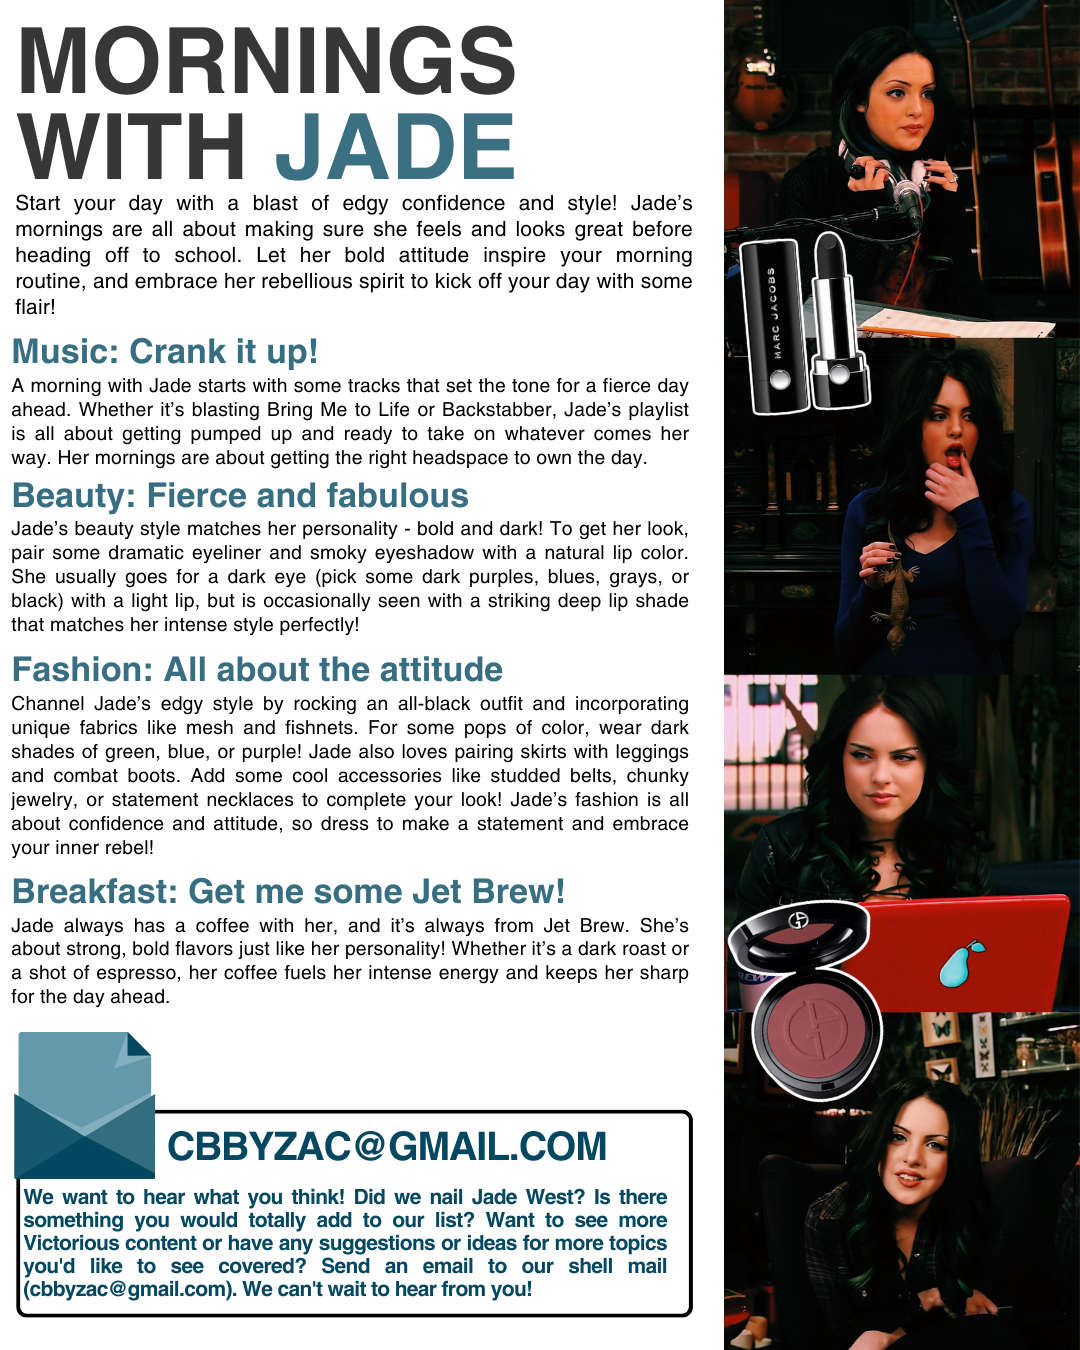 MORNINGS
WITH JADE
Start your day with a blast of edgy confidence and style! Jade’s
mornings are all about making sure she feels and looks great before
heading off to school. Let her bold attitude inspire your morning
routine, and embrace her rebellious spirit to kick off your day with some
flair!
Music: Crank it up!
A morning with Jade starts with some tracks that set the tone for a fierce day
ahead. Whether it’s blasting Bring Me to Life or Backstabber, Jade’s playlist
is all about getting pumped up and ready to take on whatever comes her
way. Her mornings are about getting the right headspace to own the day.
Beauty: Fierce and fabulous
Jade’s beauty style matches her personality - bold and dark! To get her look,
pair some dramatic eyeliner and smoky eyeshadow with a natural lip color.
She usually goes for a dark eye (pick some dark purples, blues, grays, or
black) with a light lip, but is occasionally seen with a striking deep lip shade
that matches her intense style perfectly!
Fashion: All about the attitude
Channel Jade’s edgy style by rocking an all-black outfit and incorporating
unique fabrics like mesh and fishnets. For some pops of color, wear dark
shades of green, blue, or purple! Jade also loves pairing skirts with leggings
and combat boots. Add some cool accessories like studded belts, chunky
jewelry, or statement necklaces to complete your look! Jade’s fashion is all
about confidence and attitude, so dress to make a statement and embrace
your inner rebel!
Breakfast: Get me some Jet Brew!
Jade always has a coffee with her, and it’s always from Jet Brew. She’s
about strong, bold flavors just like her personality! Whether it’s a dark roast or
a shot of espresso, her coffee fuels her intense energy and keeps her sharp
for the day ahead.
CBBYZAC@GMAIL.COM
We want to hear what you think! Did we nail Jade West? Is there
something you would totally add to our list? Want to see more
Victorious content or have any suggestions or ideas for more topics
you'd like to see covered? Send an email to our shell mail
(cbbyzac@gmail.com). We can't wait to hear from you!
MARC JACOBS